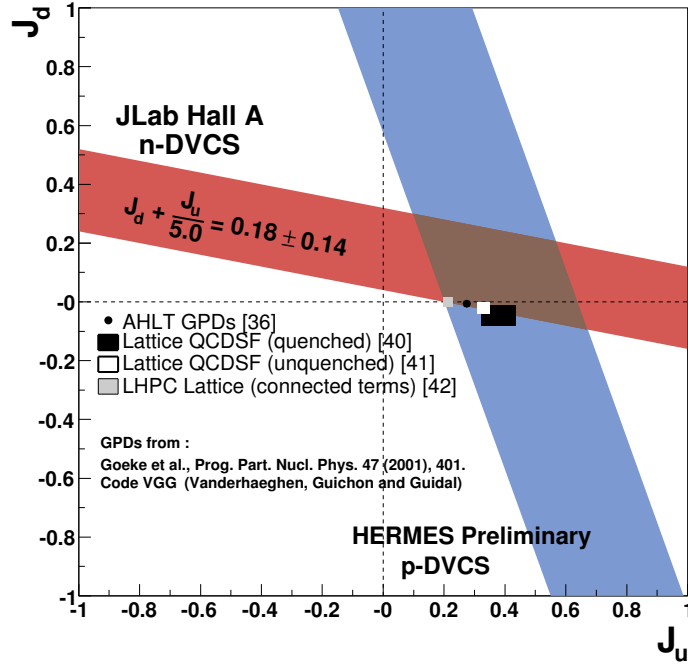 J_d
1
0.8
0.6
0.4
0.2
-0
-0.2
-0.4
-0.6
-0.8
-1
JLab Hall A
n-DVCS
J_d + J_u/5.0 = 0.18 ± 0.14
AHLT GPDs [36]
Lattice QCDSF (quenched) [40]
Lattice QCDSF (unquenched) [41]
LHPC Lattice (connected terms) [42]
GPDs from :
Goeke et al., Prog. Part. Nucl. Phys. 47 (2001), 401.
Code VGG (Vanderhaeghen, Guichon and Guidal)
HERMES Preliminary
p-DVCS
-1 -0.8 -0.6 -0.4 -0.2 -0 0.2 0.4 0.6 0.8 1
J_u